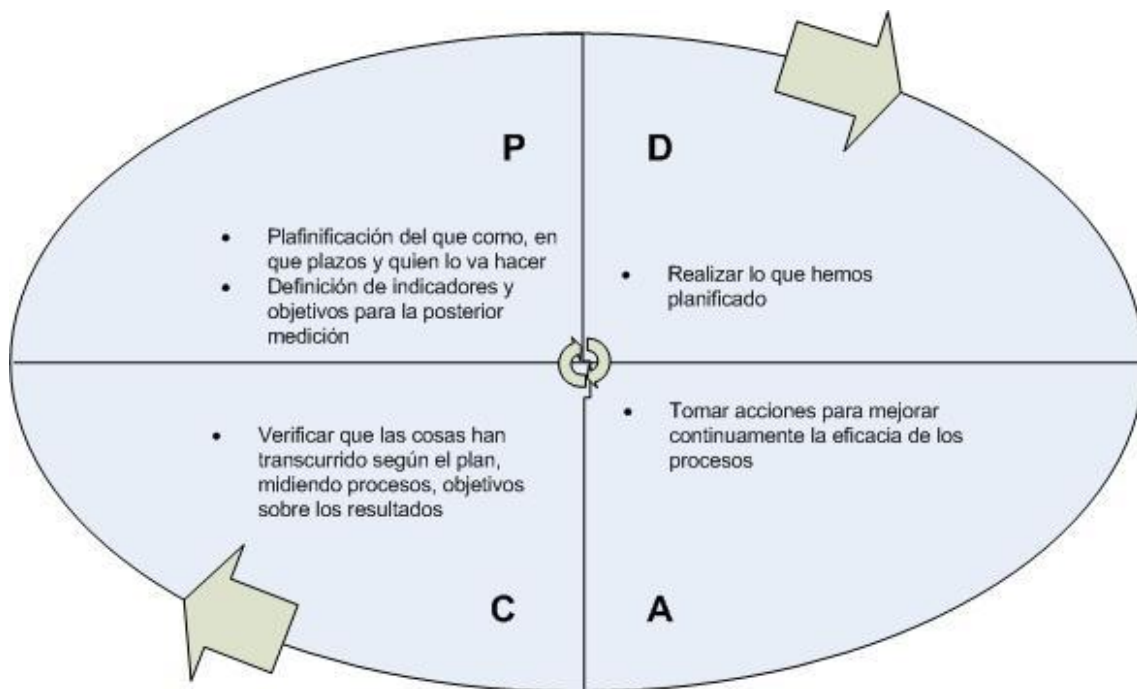 P
• Plafinificación del que como, en
que plazos y quien lo va hacer
• Definición de indicadores y
objetivos para la posterior
medición
D
• Realizar lo que hemos
planificado
• Verificar que las cosas han
transcurrido según el plan,
midiendo procesos, objetivos
sobre los resultados
C
• Tomar acciones para mejorar
continuamente la eficacia de los
procesos
A